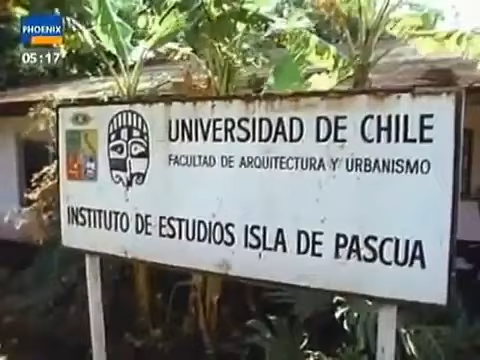 PHOENIX
05:17
UNIVERSIDAD DE CHILE
FACULTAD DE ARQUITECTURA Y URBANISMO
INSTITUTO DE ESTUDIOS ISLA DE PASCUA